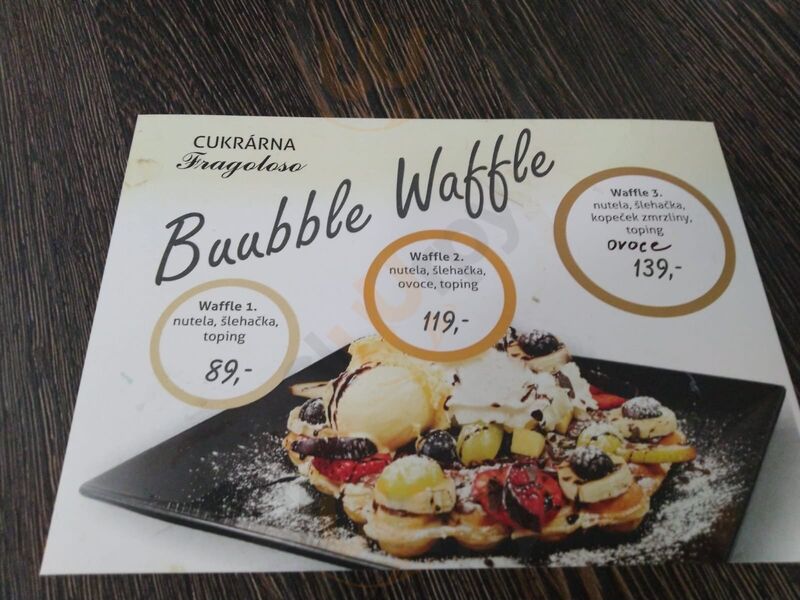 CUKRÁRNA
Fragoloso
Buubble Waffle
Waffle 1.
nutela, šlehačka,
toping
89,-
Waffle 2.
nutela, šlehačka,
ovoce, toping
119,-
Waffle 3.
nutela, šlehačka,
kopeček zmrzliny,
toping
ovoce
139,-